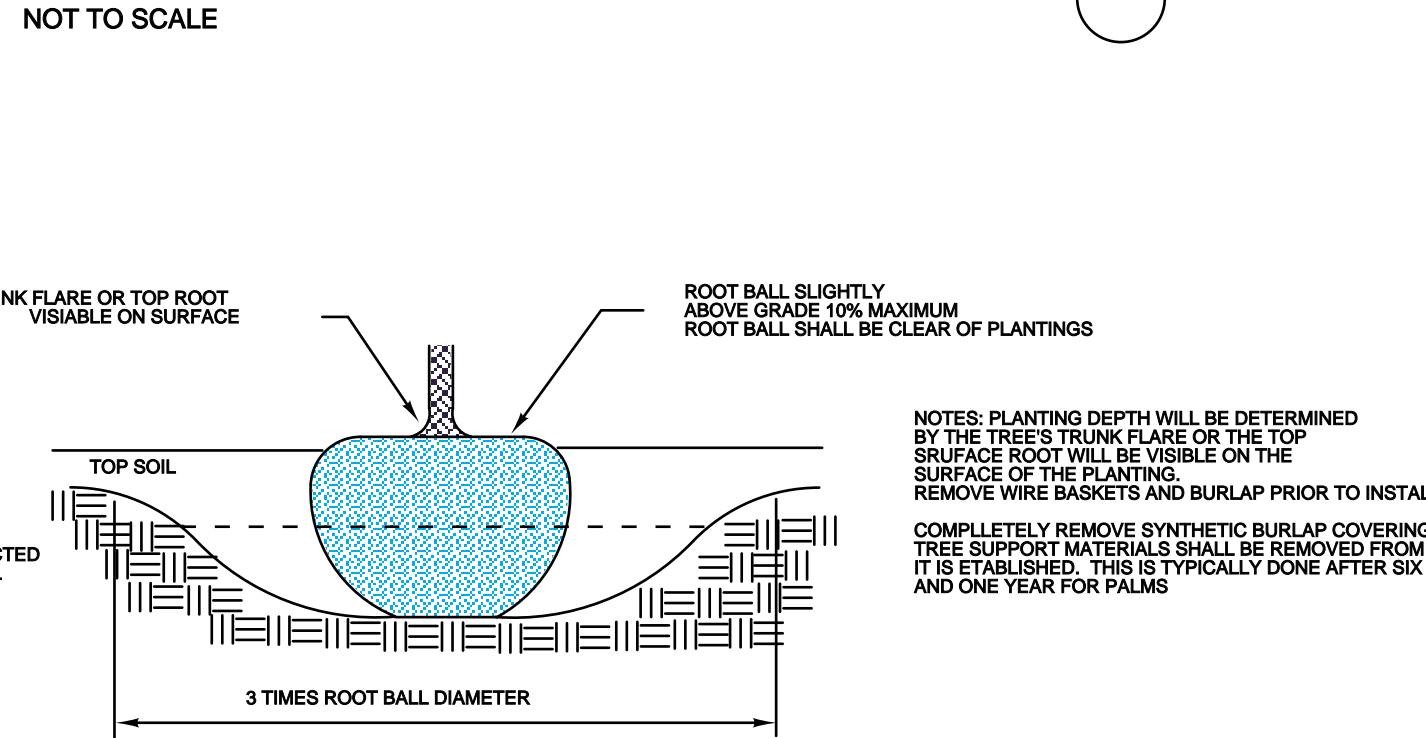 NOT TO SCALE
NK FLARE OR TOP ROOT
VISIABLE ON SURFACE
ROOT BALL SLIGHTLY
ABOVE GRADE 10% MAXIMUM
ROOT BALL SHALL BE CLEAR OF PLANTINGS
NOTES: PLANTING DEPTH WILL BE DETERMINED
BY THE TREE'S TRUNK FLARE OR THE TOP
SRUFACE ROOT WILL BE VISIBLE ON THE
SURFACE OF THE PLANTING.
REMOVE WIRE BASKETS AND BURLAP PRIOR TO INSTAL
COMPLLETELY REMOVE SYNTHETIC BURLAP COVERING
TREE SUPPORT MATERIALS SHALL BE REMOVED FROM
IT IS ETABLISHED. THIS IS TYPICALLY DONE AFTER SIX
AND ONE YEAR FOR PALMS
TOP SOIL
CTED
3 TIMES ROOT BALL DIAMETER